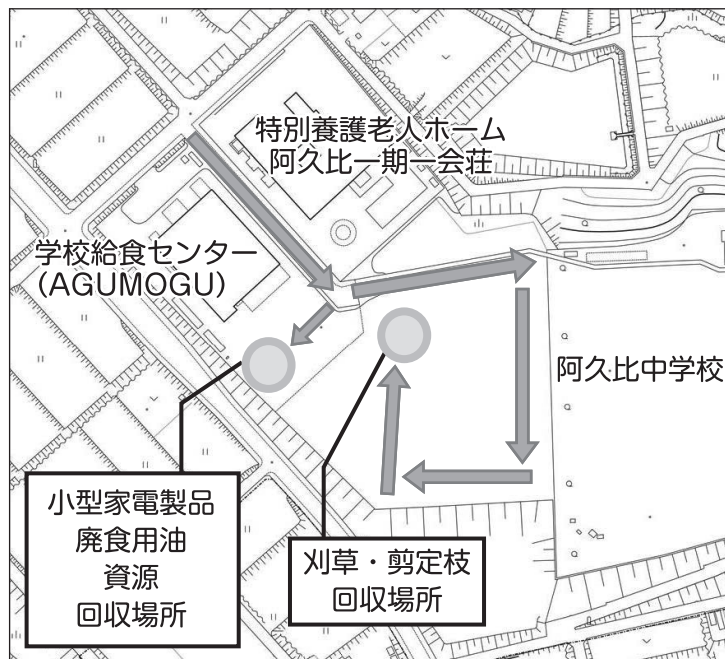 特別養護老人ホーム
阿久比一期一会荘
学校給食センター
(AGUMOGU)
阿久比中学校
小型家電製品
廃食用油
資源
回収場所
刈草・剪定枝
回収場所